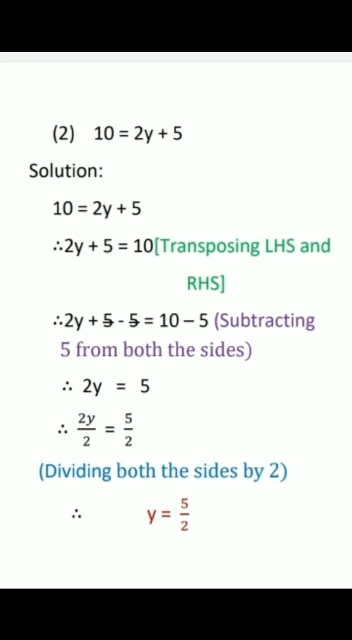 (2) 10 = 2y + 5
Solution:
10 = 2y + 5
∴2y + 5 = 10[Transposing LHS and
RHS]
∴2y + 5 - 5 = 10 – 5 (Subtracting
5 from both the sides)
∴ 2y = 5
∴ 2y/2 = 5/2
(Dividing both the sides by 2)
∴ y = 5/2